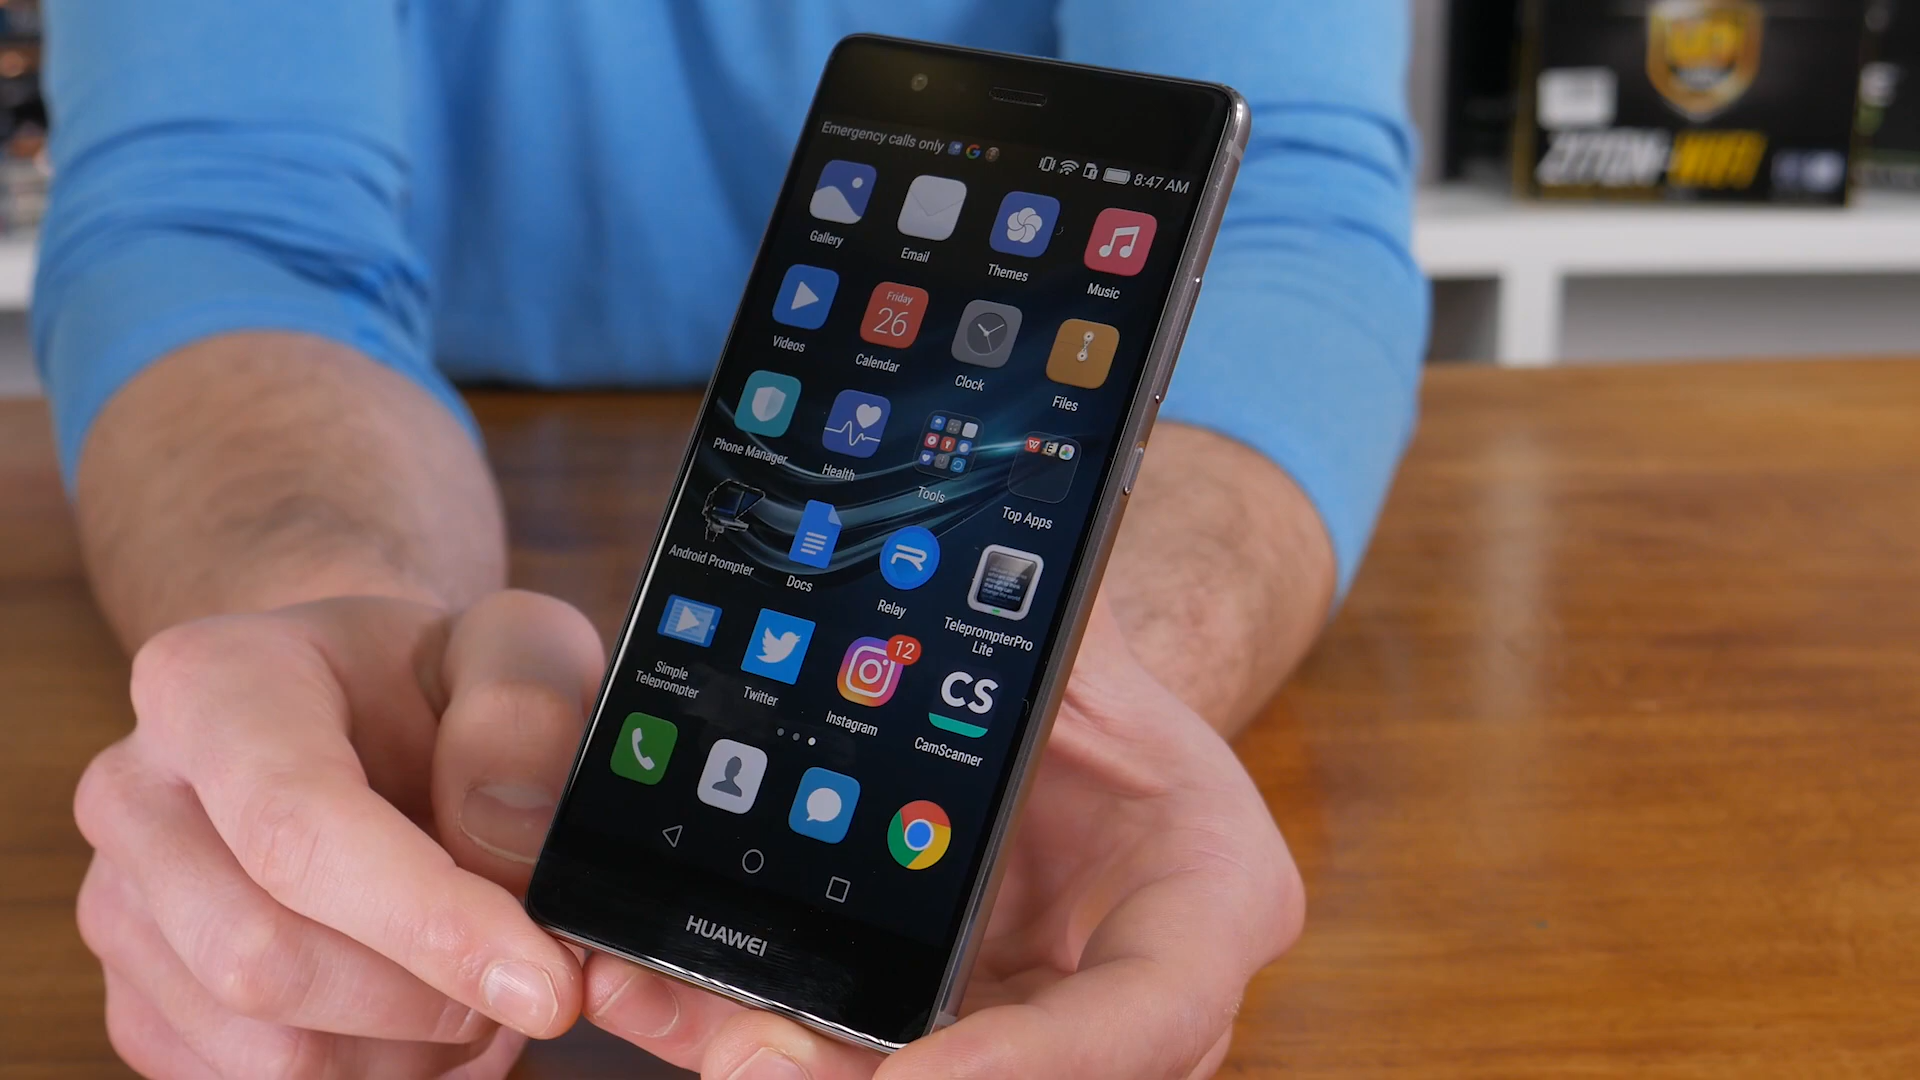 Emergency calls only
8:47 AM
Gallery
Email
Themes
Music
Videos
Friday
26
Calendar
Clock
Files
Phone Manager
Health
Tools
Top Apps
Android Prompter
Docs
Relay
TeleprompterPro
Lite
Simple
Teleprompter
Twitter
12
Instagram
CS
CamScanner
HUAWEI